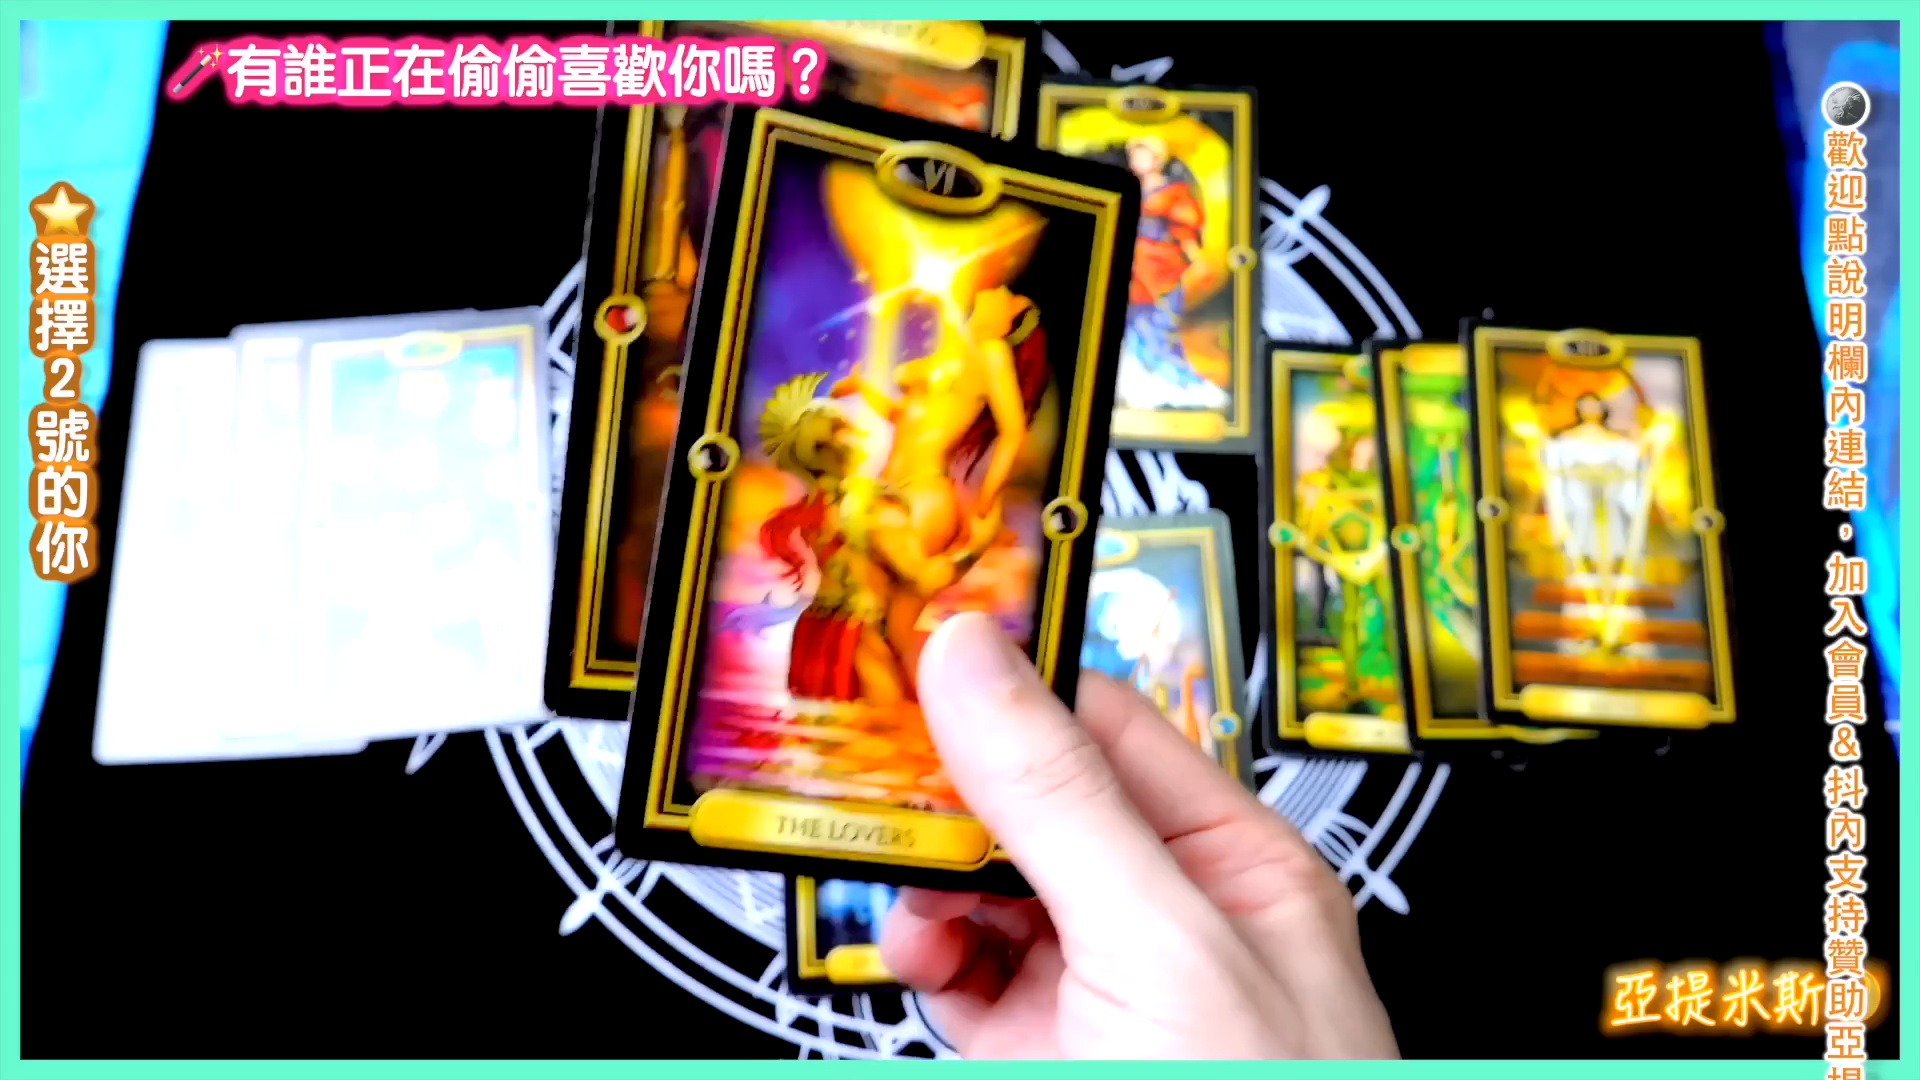 有誰正在偷偷喜歡你嗎？
選擇2號的你
VI
THE LOVERS
歡迎點說明欄內連結，加入會員&抖內支持贊助亞提
亞提米斯